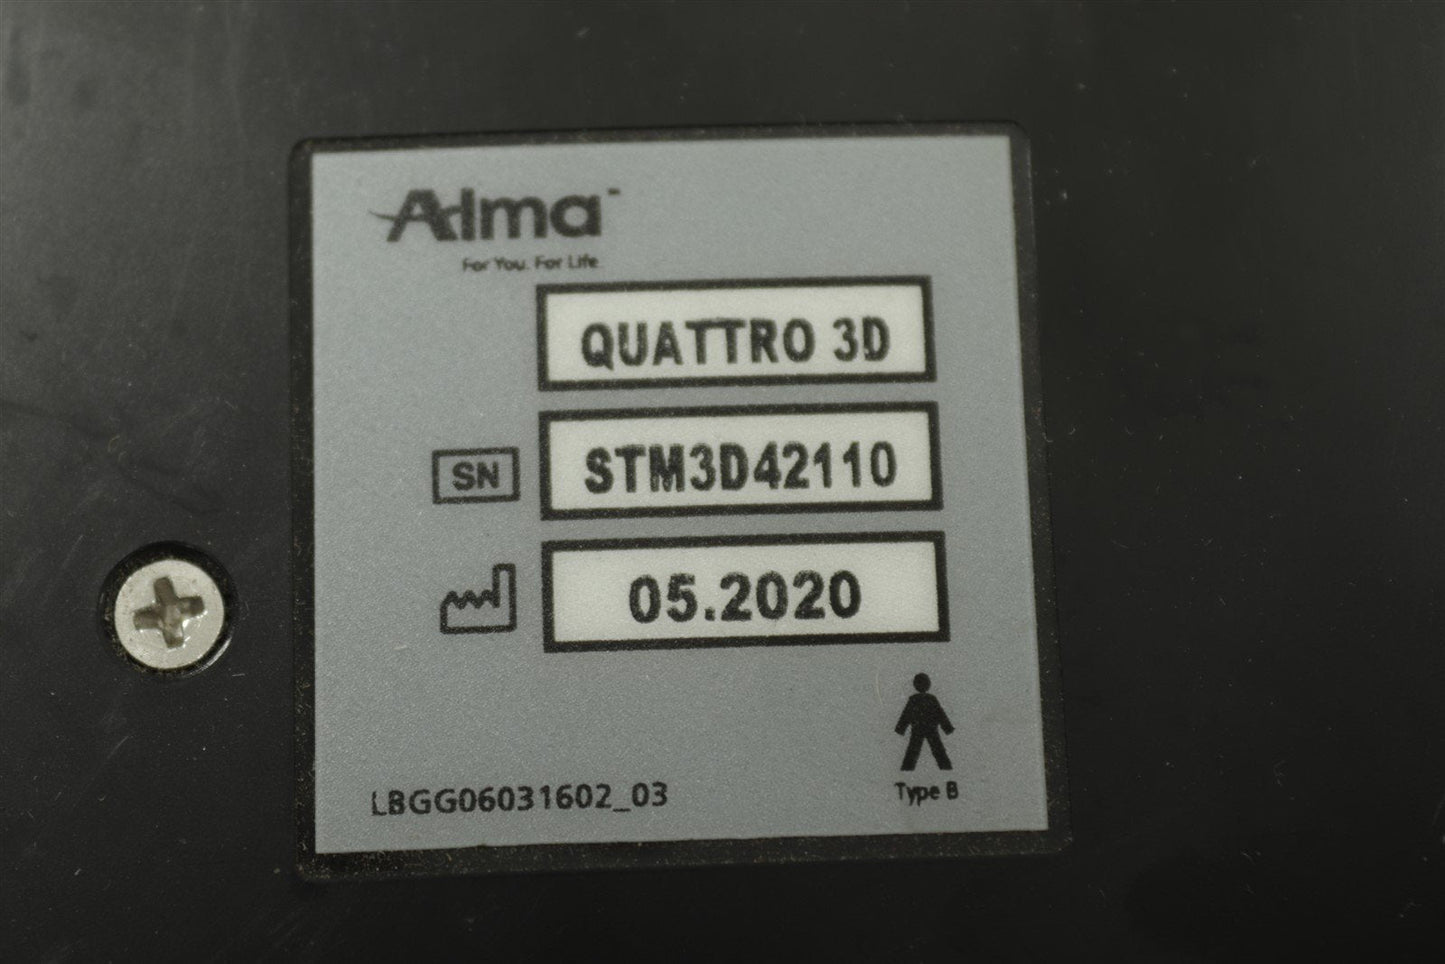 Alma
For You. For Life.
QUATTRO 3D
SN STM3D42110
05.2020
Type B
LBGG06031602_03